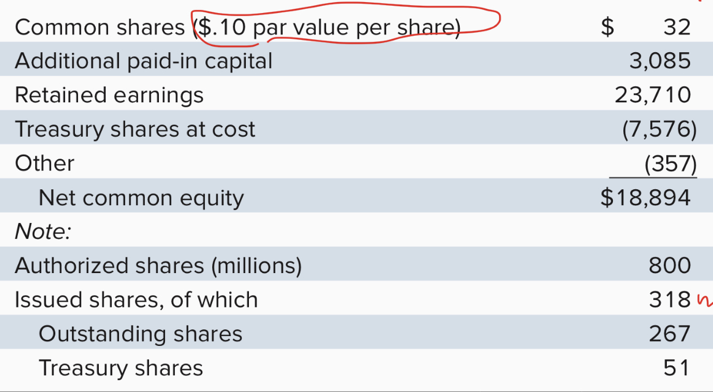 Common shares ($.10 par value per share) $ 32
Additional paid-in capital 3,085
Retained earnings 23,710
Treasury shares at cost (7,576)
Other (357)
Net common equity $18,894
Note:
Authorized shares (millions) 800
Issued shares, of which 318
Outstanding shares 267
Treasury shares 51